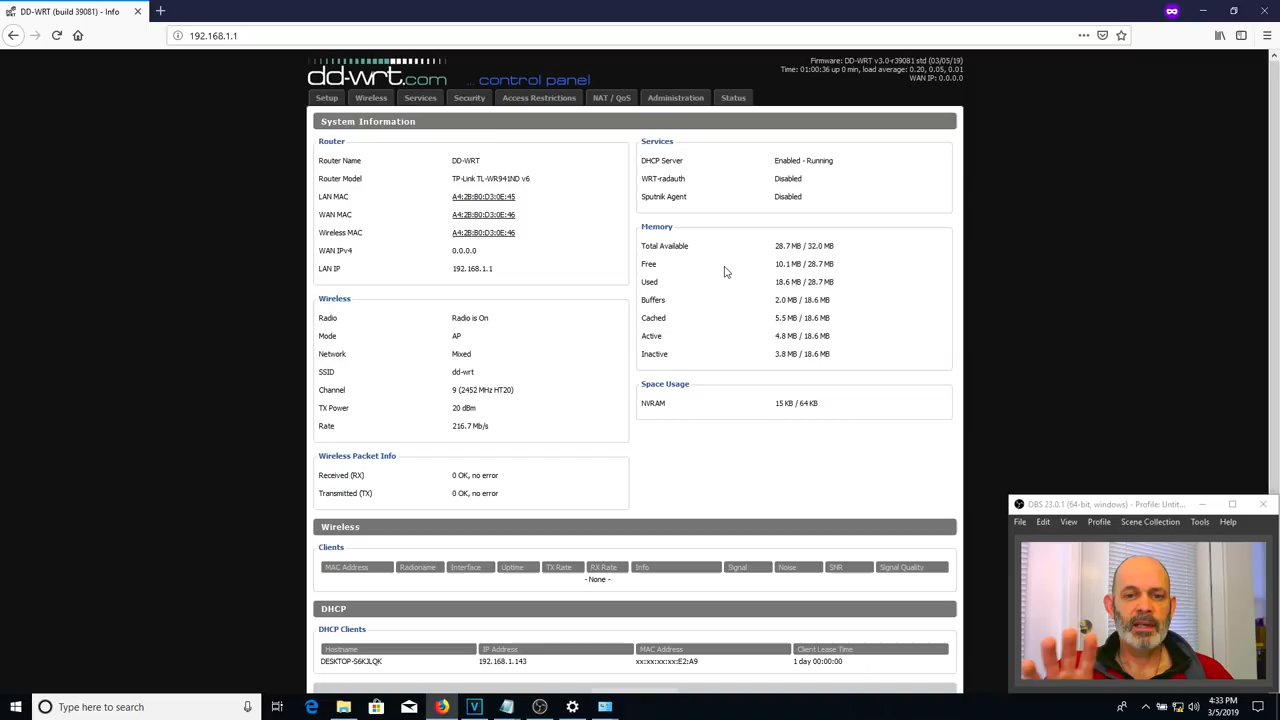 DD-WRT (build 39081) - Info
192.168.1.1
dd-wrt.com ... control panel
Firmware: DD-WRT v3.0-r39081 std (03/05/19)
Time: 01:00:36 up 0 min, load average: 0.20, 0.05, 0.01
WAN IP: 0.0.0.0
Setup Wireless Services Security Access Restrictions NAT / QoS Administration Status
System Information
Router
Router Name DD-WRT
Router Model TP-Link TL-WR941ND v6
LAN MAC A4:2B:B0:D3:0E:45
WAN MAC A4:2B:B0:D3:0E:46
Wireless MAC A4:2B:B0:D3:0E:46
WAN IPv4 0.0.0.0
LAN IP 192.168.1.1
Wireless
Radio Radio is On
Mode AP
Network Mixed
SSID dd-wrt
Channel 9 (2452 MHz HT20)
TX Power 20 dBm
Rate 216.7 Mb/s
Wireless Packet Info
Received (RX) 0 OK, no error
Transmitted (TX) 0 OK, no error
Services
DHCP Server Enabled - Running
WRT-radauth Disabled
Sputnik Agent Disabled
Memory
Total Available 28.7 MB / 32.0 MB
Free 10.1 MB / 28.7 MB
Used 18.6 MB / 28.7 MB
Buffers 2.0 MB / 18.6 MB
Cached 5.5 MB / 18.6 MB
Active 4.8 MB / 18.6 MB
Inactive 3.8 MB / 18.6 MB
Space Usage
NVRAM 15 KB / 64 KB
Wireless
Clients
MAC Address Radioname Interface Uptime TX Rate RX Rate Info Signal Noise SNR Signal Quality
- None -
DHCP
DHCP Clients
Hostname IP Address MAC Address Client Lease Time
DESKTOP-S6KJLQK 192.168.1.143 xx:xx:xx:xx:E2:A9 1 day 00:00:00
OBS 23.0.1 (64-bit, windows) - Profile: Untit...
File Edit View Profile Scene Collection Tools Help
Type here to search
4:33 PM
3/5/2019